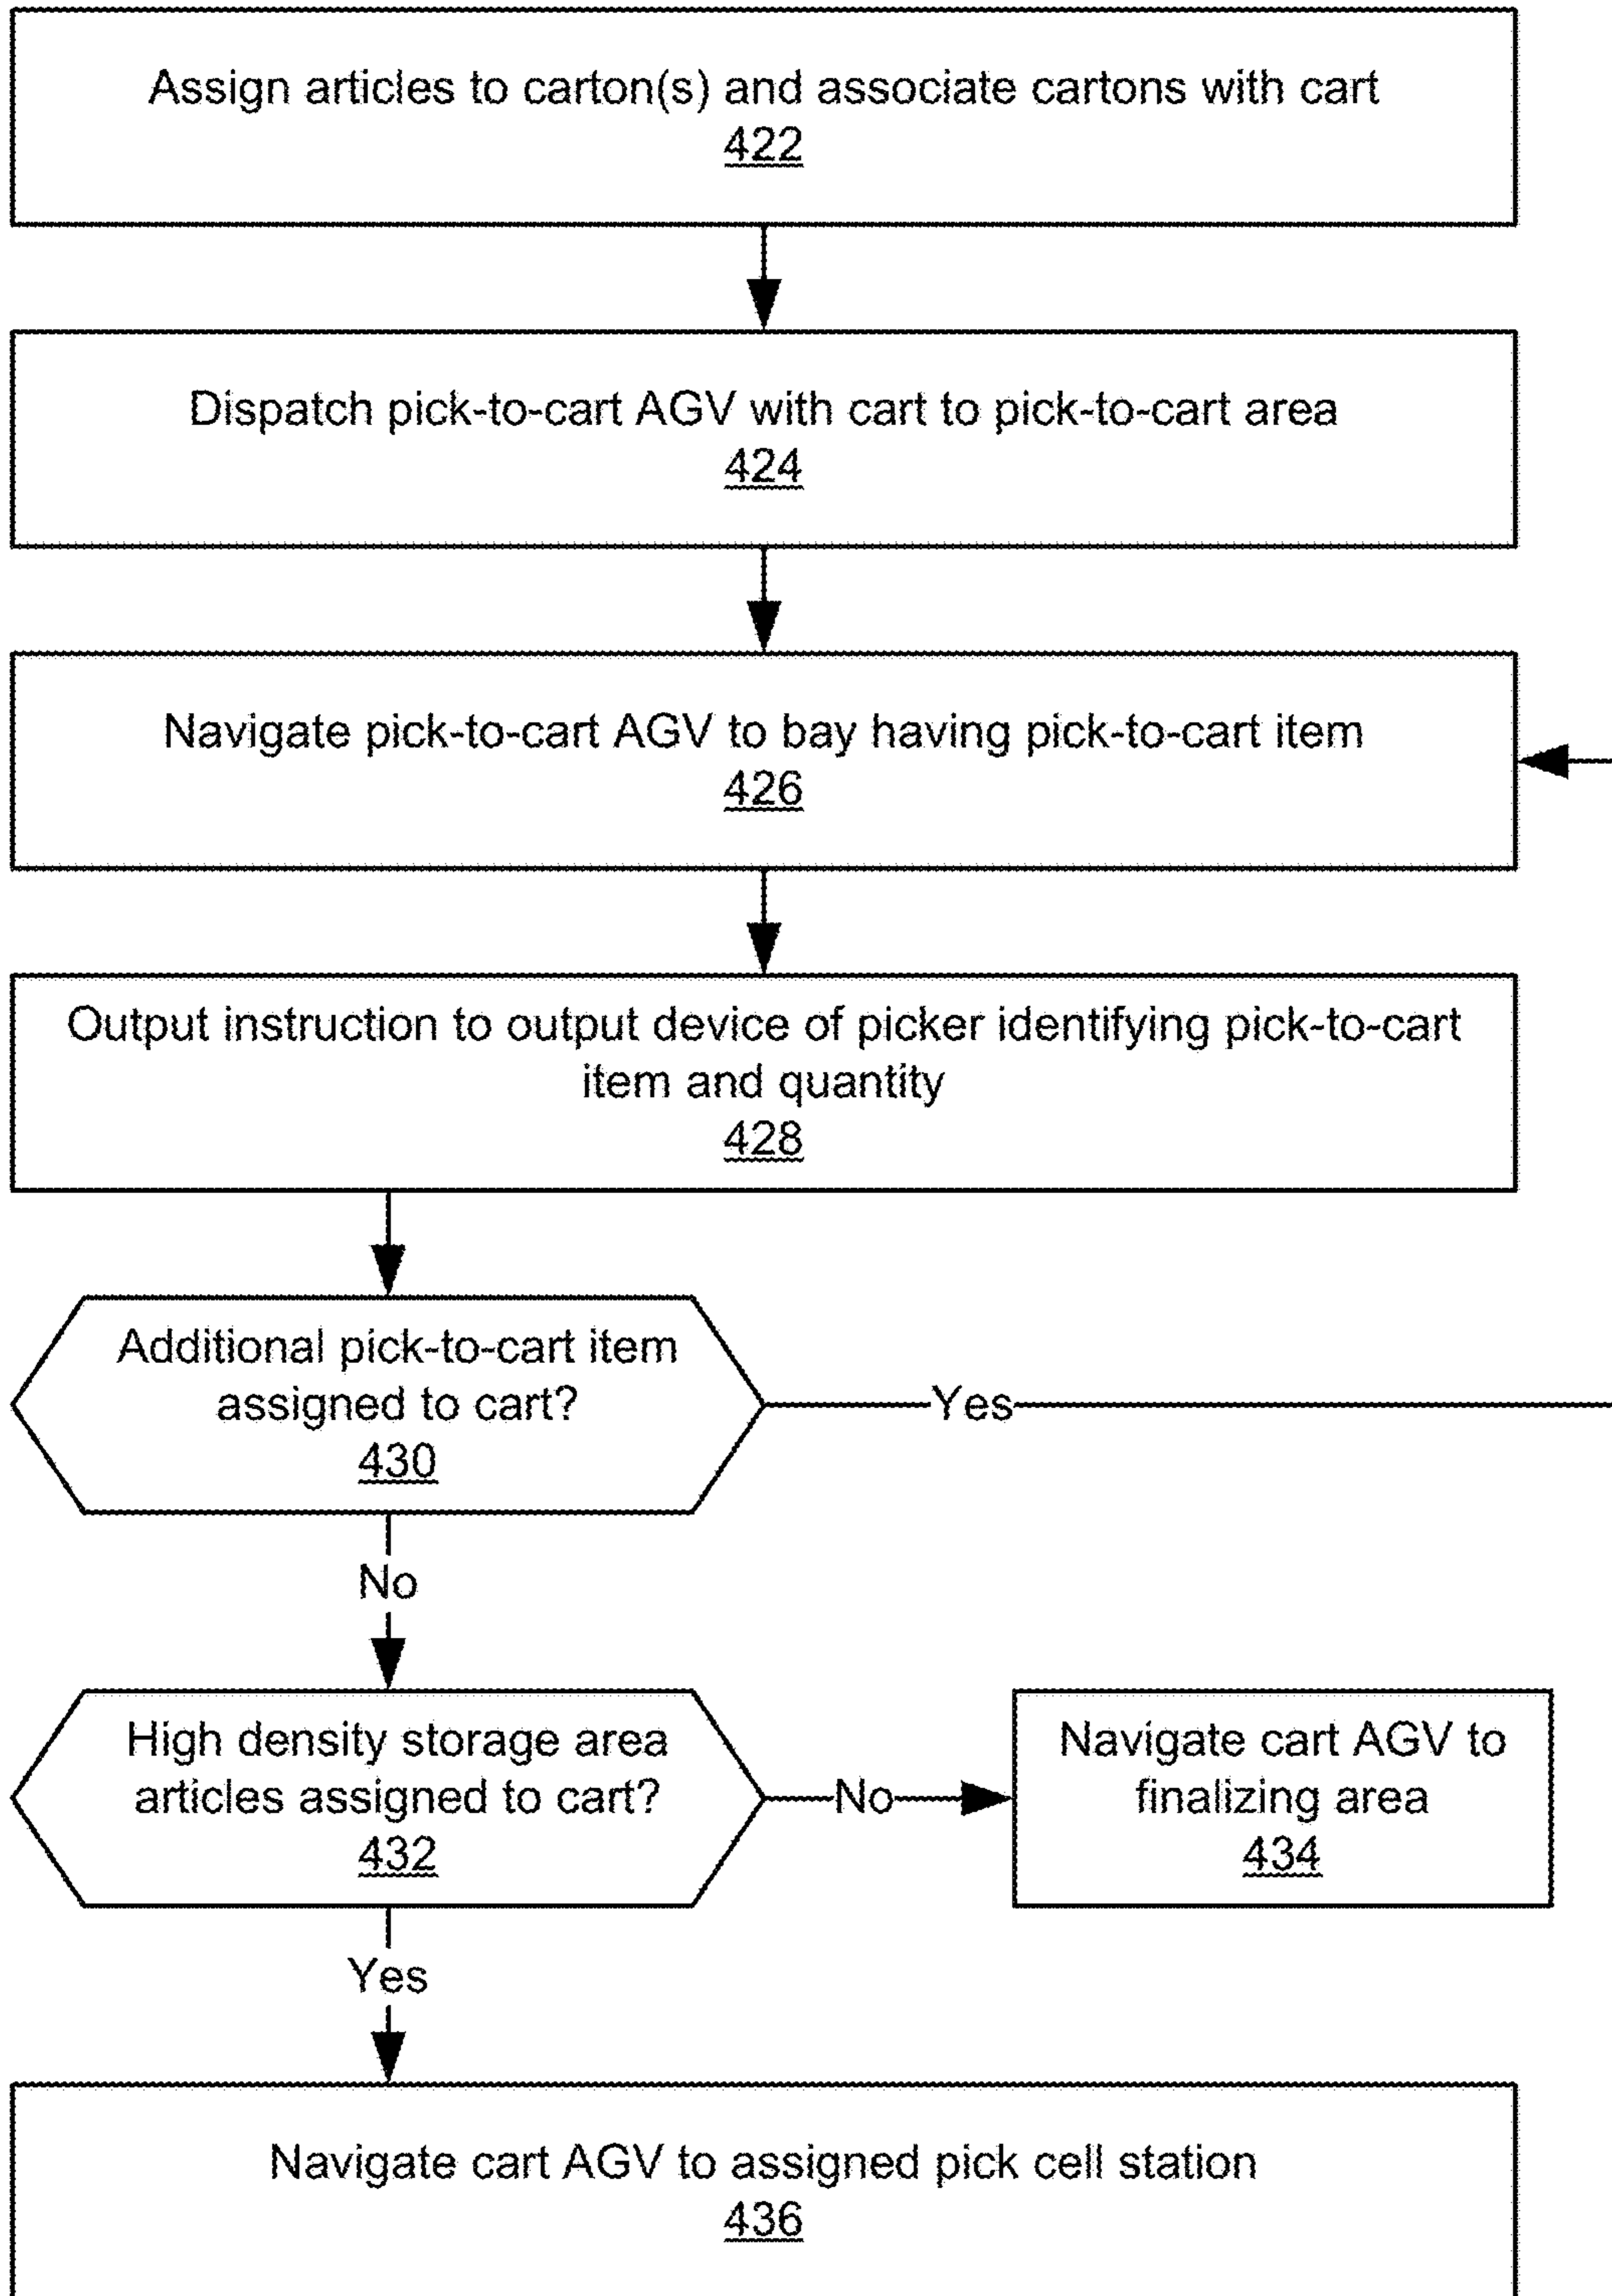 Assign articles to carton(s) and associate cartons with cart
422
Dispatch pick-to-cart AGV with cart to pick-to-cart area
424
Navigate pick-to-cart AGV to bay having pick-to-cart item
426
Output instruction to output device of picker identifying pick-to-cart
item and quantity
428
Additional pick-to-cart item
assigned to cart?
430
Yes
No
High density storage area
articles assigned to cart?
432
No
Navigate cart AGV to
finalizing area
434
Yes
Navigate cart AGV to assigned pick cell station
436